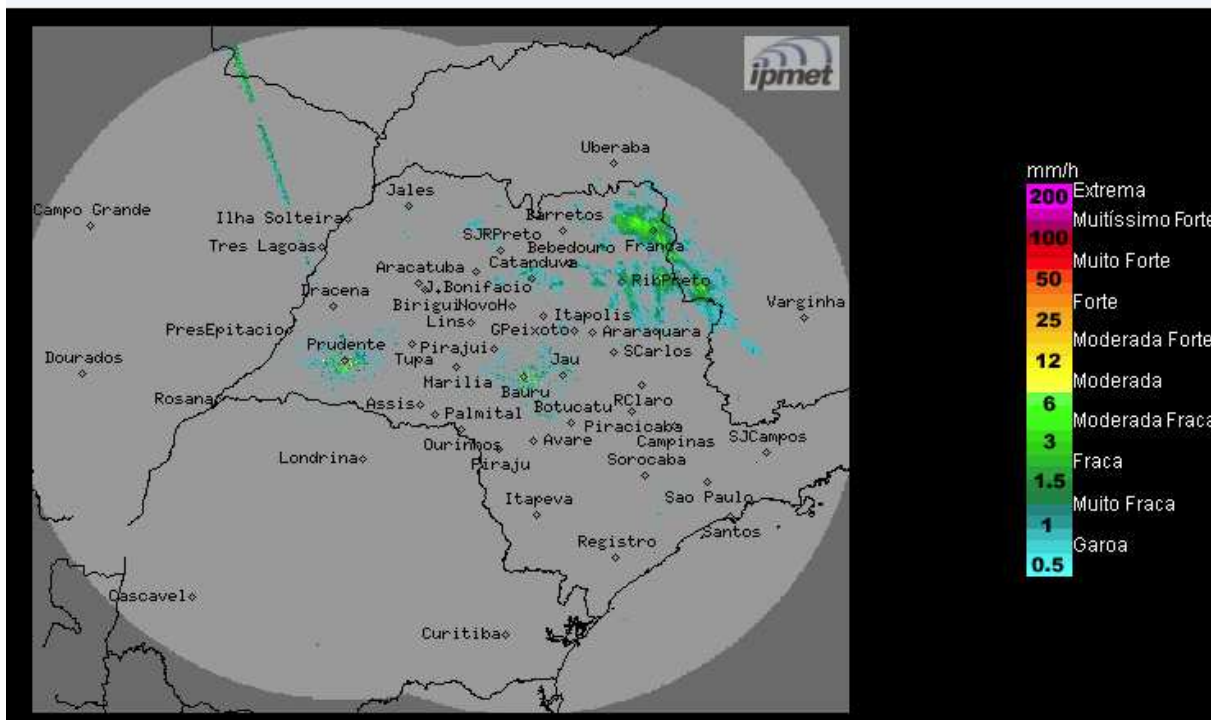 ipmet
Uberaba
Jales
Campo Grande
Ilha Solteira
Barretos
SJRPreto
Tres Lagoas
Bebedouro
Franca
Catanduva
Aracatuba
J.Bonifacio
RibPreto
Dracena
Birigui
NovoH
Varginha
Itapolis
PresEpitacio
Lins
GPeixoto
Araraquara
Prudente
Pirajui
SCarlos
Dourados
Tupa
Jau
Marilia
Bauru
Rosana
Assis
Botucatu
RClaro
Palmital
Piracicaba
Ourinhos
Avare
Campinas
SJCampos
Londrina
Piraju
Sorocaba
Itapeva
Sao Paulo
Santos
Registro
Cascavel
Curitiba
mm/h
200 Extrema
Muitíssimo Forte
100
Muito Forte
50
Forte
25
Moderada Forte
12
Moderada
6
Moderada Fraca
3
Fraca
1.5
Muito Fraca
1
Garoa
0.5